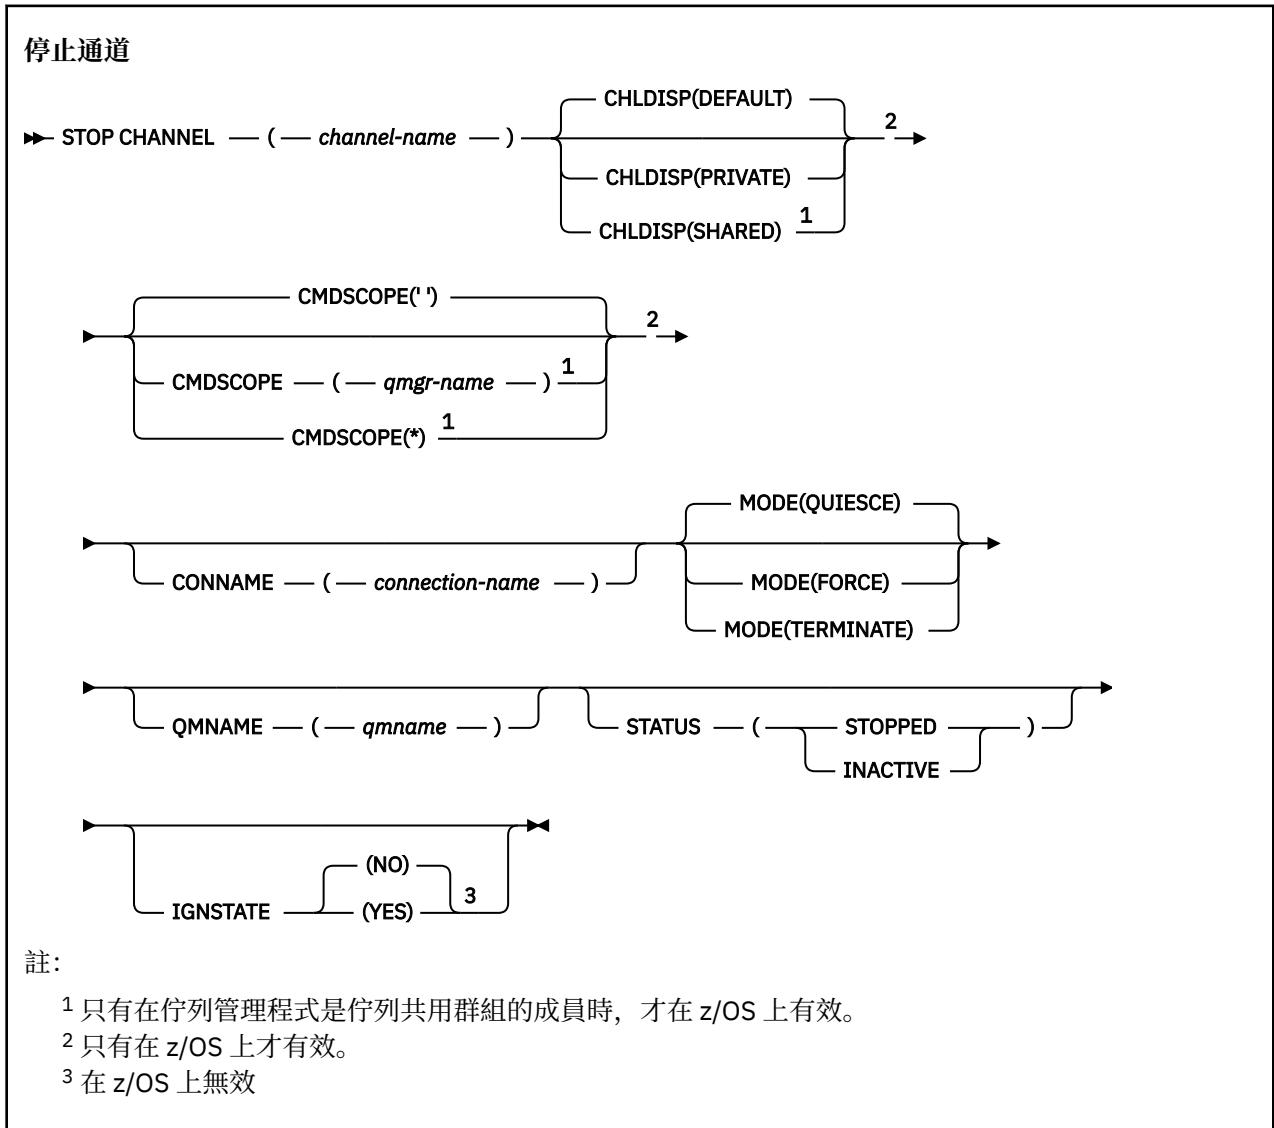 停止通道
CHLDISP(DEFAULT)
STOP CHANNEL ( channel-name ) 2
CHLDISP(PRIVATE)
CHLDISP(SHARED) 1
CMDSCOPE(' ')
2
CMDSCOPE ( qmgr-name ) 1
CMDSCOPE(*) 1
MODE(QUIESCE)
CONNAME ( connection-name ) MODE(FORCE)
MODE(TERMINATE)
QMNAME ( qmname ) STATUS ( STOPPED )
INACTIVE
(NO)
IGNSTATE (YES) 3
註：
1 只有在佇列管理程式是佇列共用群組的成員時，才在 z/OS 上有效。
2 只有在 z/OS 上才有效。
3 在 z/OS 上無效